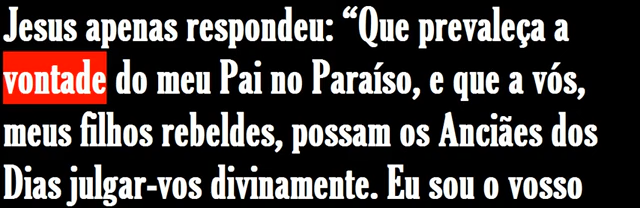 Jesus apenas respondeu: “Que prevaleça a
vontade do meu Pai no Paraíso, e que a vós,
meus filhos rebeldes, possam os Anciães dos
Dias julgar-vos divinamente. Eu sou o vosso